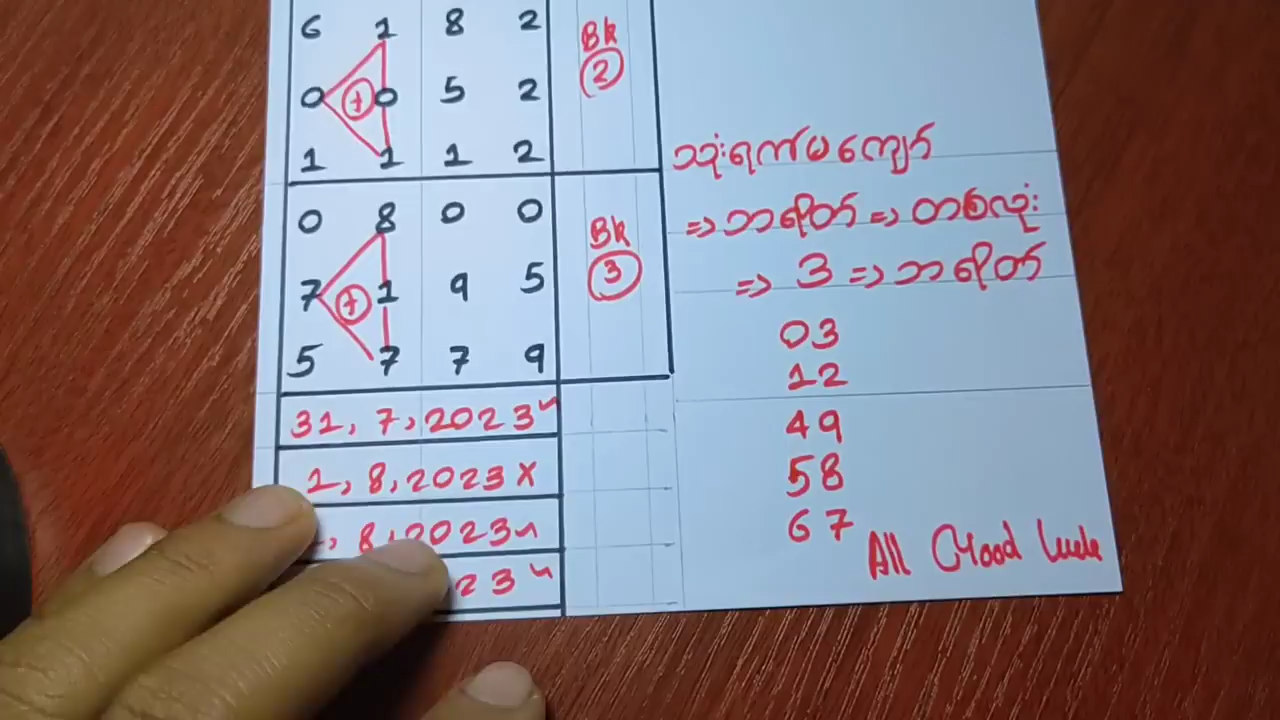 6 1 8 2
0 + 0 5 2
1 1 1 2
Bk
2
0 8 0 0
7 + 1 9 5
5 7 7 9
Bk
3
31, 7, 2023
1, 8, 2023 X
, 8, 2023
23
သုံးရက်မကျော်
=> ဘရိတ် => တစ်လုံး
=> 3 => ဘရိတ်
03
12
49
58
67
All Good Luck